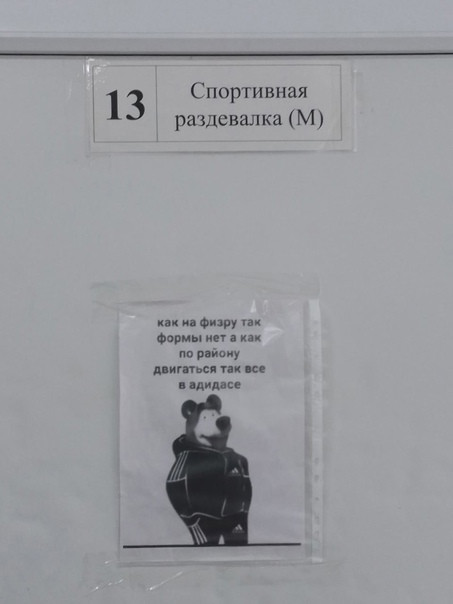 13
Спортивная
раздевалка (М)
как на физру так
формы нет а как
по району
двигаться так все
в адидасе